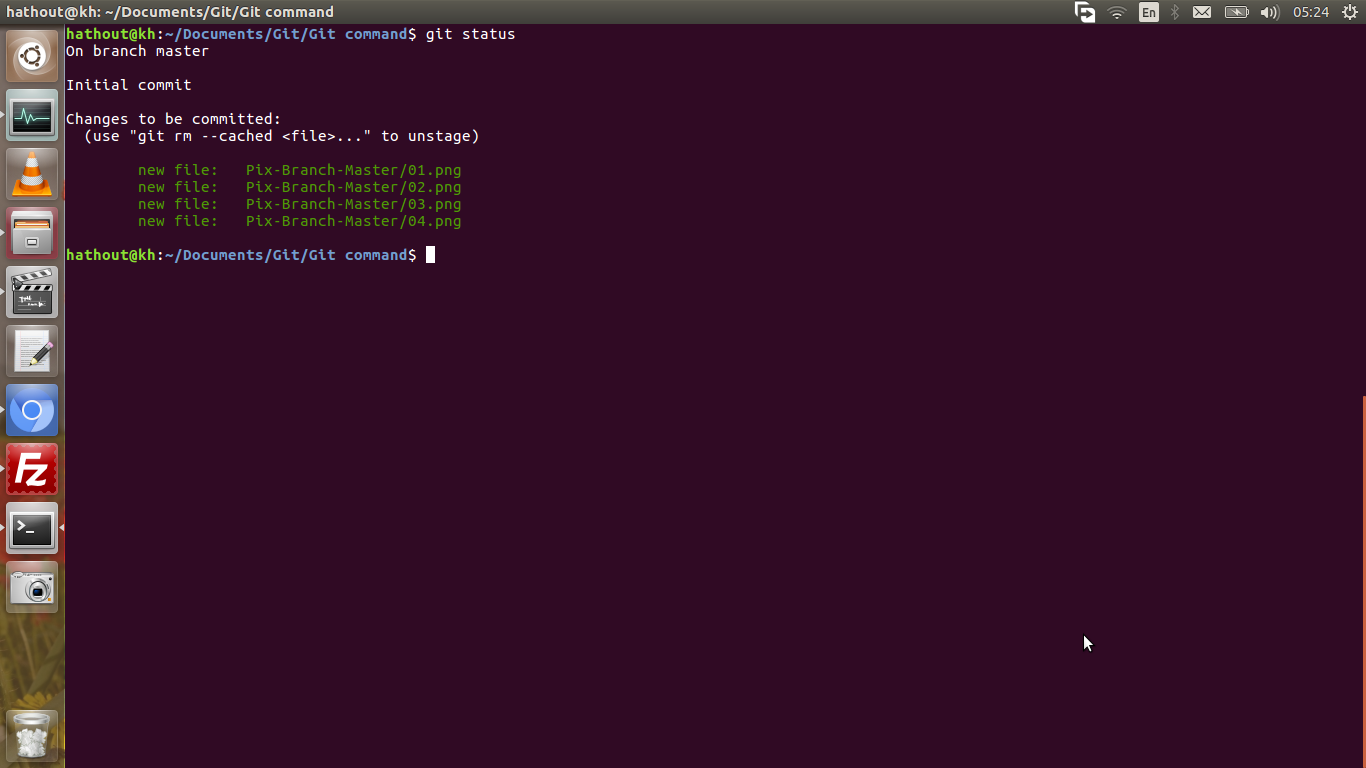 hathout@kh: ~/Documents/Git/Git command
En
05:24
hathout@kh:~/Documents/Git/Git command$ git status
On branch master
Initial commit
Changes to be committed:
(use "git rm --cached <file>..." to unstage)
new file:   Pix-Branch-Master/01.png
new file:   Pix-Branch-Master/02.png
new file:   Pix-Branch-Master/03.png
new file:   Pix-Branch-Master/04.png
hathout@kh:~/Documents/Git/Git command$
Fz
>_